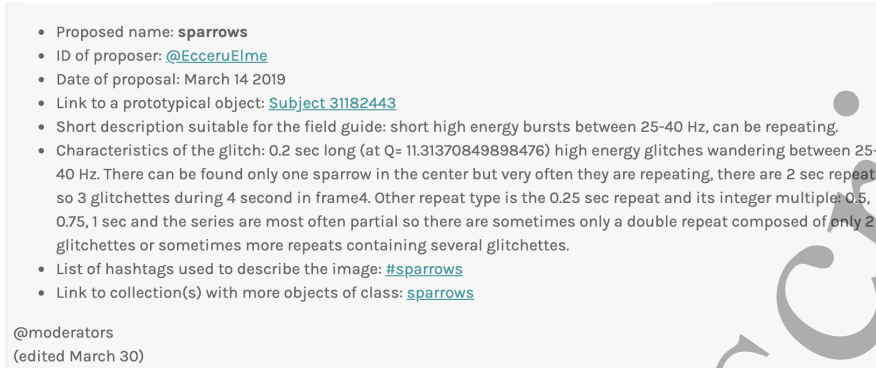 Proposed name: sparrows
ID of proposer: @EcceruElme
Date of proposal: March 14 2019
Link to a prototypical object: Subject 31182443
Short description suitable for the field guide: short high energy bursts between 25-40 Hz, can be repeating.
Characteristics of the glitch: 0.2 sec long (at Q= 11.31370849898476) high energy glitches wandering between 25-
40 Hz. There can be found only one sparrow in the center but very often they are repeating, there are 2 sec repeat
so 3 glitchettes during 4 second in frame4. Other repeat type is the 0.25 sec repeat and its integer multiple: 0.5,
0.75, 1 sec and the series are most often partial so there are sometimes only a double repeat composed of only 2
glitchettes or sometimes more repeats containing several glitchettes.
List of hashtags used to describe the image: #sparrows
Link to collection(s) with more objects of class: sparrows
@moderators
(edited March 30)